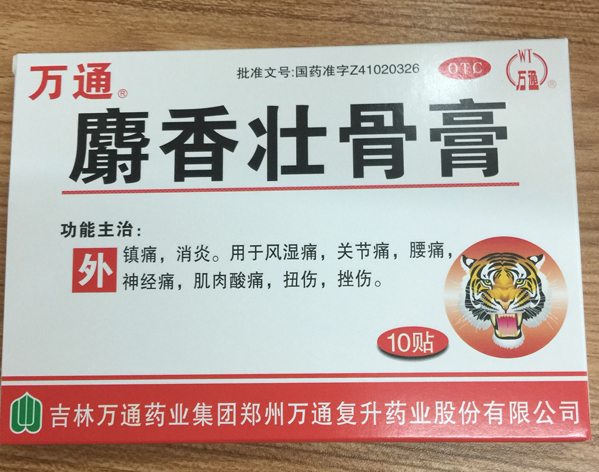 万通®
批准文号:国药准字Z41020326
OTC
WT
万通®
麝香壮骨膏
功能主治:
外
镇痛，消炎。用于风湿痛，关节痛，腰痛，
神经痛，肌肉酸痛，扭伤，挫伤。
10贴
吉林万通药业集团郑州万通复升药业股份有限公司